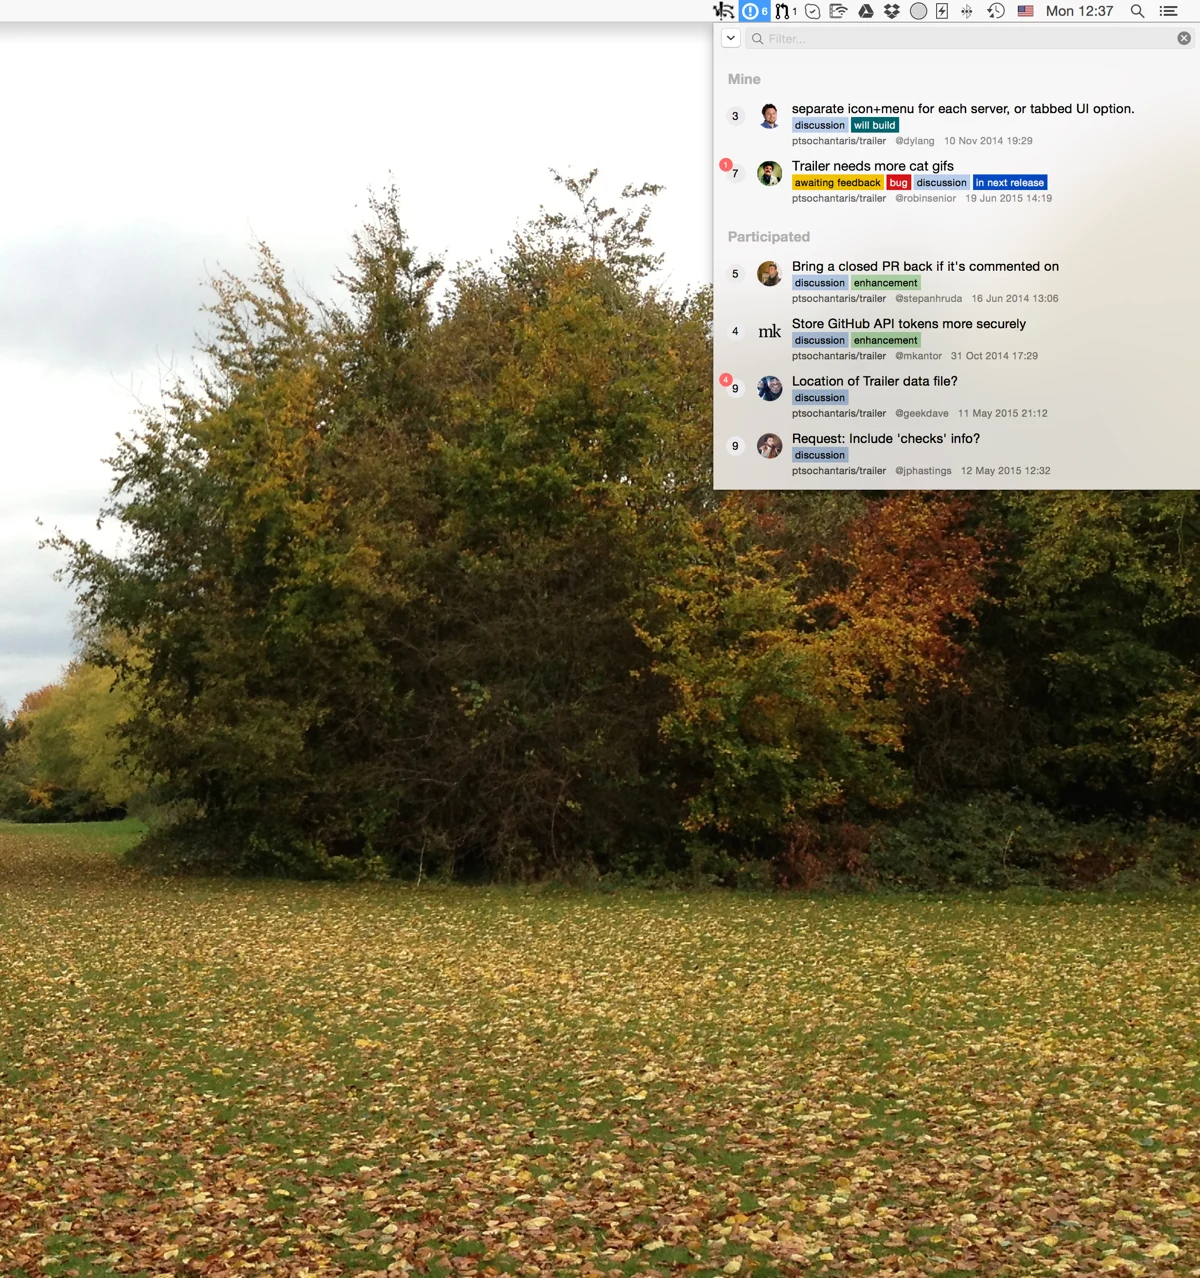 6 1 Mon 12:37
Filter...
Mine
3 separate icon+menu for each server, or tabbed UI option.
discussion will build
ptsochantaris/trailer @dylang 10 Nov 2014 19:29
1 7 Trailer needs more cat gifs
awaiting feedback bug discussion in next release
ptsochantaris/trailer @robinsenior 19 Jun 2015 14:19
Participated
5 Bring a closed PR back if it's commented on
discussion enhancement
ptsochantaris/trailer @stepanhruda 16 Jun 2014 13:06
4 mk Store GitHub API tokens more securely
discussion enhancement
ptsochantaris/trailer @mkantor 31 Oct 2014 17:29
4 9 Location of Trailer data file?
discussion
ptsochantaris/trailer @geekdave 11 May 2015 21:12
9 Request: Include 'checks' info?
discussion
ptsochantaris/trailer @jphastings 12 May 2015 12:32